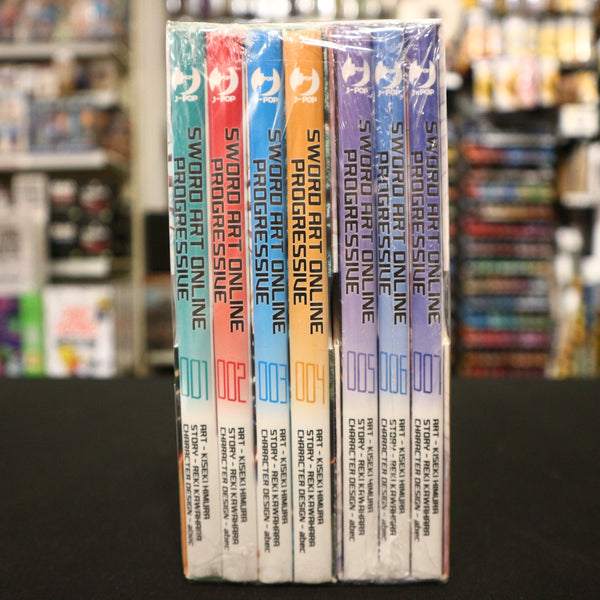 J-POP
SWORD ART ONLINE
PROGRESSIVE
001
ART - KISEKI HIMURA
STORY - REKI KAWAHARA
CHARACTER DESIGN - abec
J-POP
SWORD ART ONLINE
PROGRESSIVE
002
ART - KISEKI HIMURA
STORY - REKI KAWAHARA
CHARACTER DESIGN - abec
J-POP
SWORD ART ONLINE
PROGRESSIVE
003
ART - KISEKI HIMURA
STORY - REKI KAWAHARA
CHARACTER DESIGN - abec
J-POP
SWORD ART ONLINE
PROGRESSIVE
004
ART - KISEKI HIMURA
STORY - REKI KAWAHARA
CHARACTER DESIGN - abec
J-POP
SWORD ART ONLINE
PROGRESSIVE
005
ART - KISEKI HIMURA
STORY - REKI KAWAHARA
CHARACTER DESIGN - abec
J-POP
SWORD ART ONLINE
PROGRESSIVE
006
ART - KISEKI HIMURA
STORY - REKI KAWAHARA
CHARACTER DESIGN - abec
J-POP
SWORD ART ONLINE
PROGRESSIVE
007
ART - KISEKI HIMURA
STORY - REKI KAWAHARA
CHARACTER DESIGN - abec